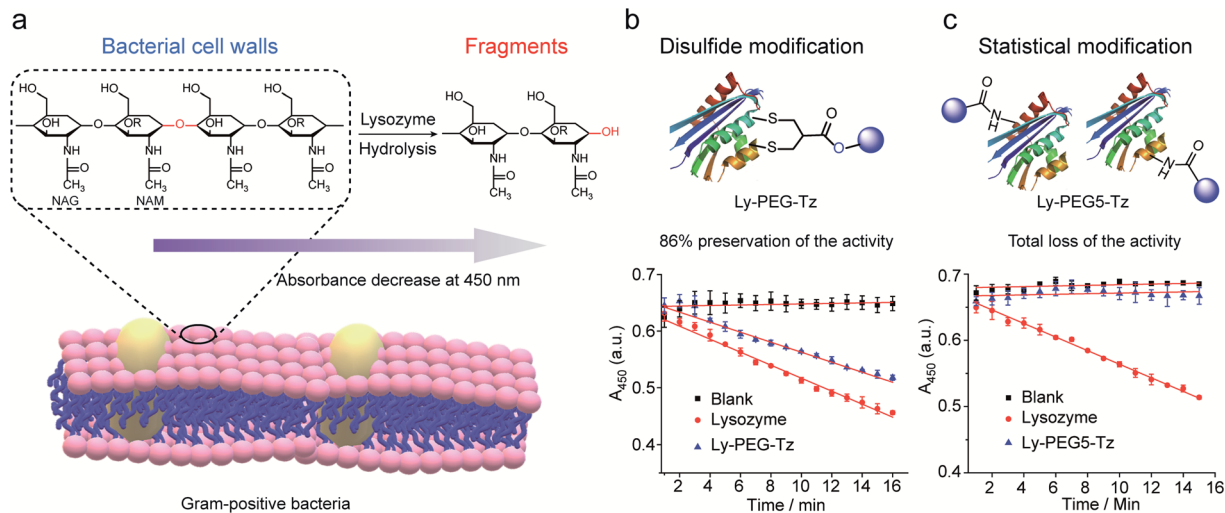 a
Bacterial cell walls
Fragments
HO
HO
HO
HO
OH
O
OR
O
OH
O
OR
NH
NH
NH
NH
O
O
O
O
CH3
CH3
CH3
CH3
NAG
NAM
Lysozyme
Hydrolysis
HO
HO
OH
O
OR
OH
NH
NH
O
O
CH3
CH3
Absorbance decrease at 450 nm
Gram-positive bacteria
b
Disulfide modification
S
S
O
O
Ly-PEG-Tz
86% preservation of the activity
0.7
0.6
0.5
0.4
A450 (a.u.)
Blank
Lysozyme
Ly-PEG-Tz
2 4 6 8 10 12 14 16
Time / min
c
Statistical modification
O
N
H
O
N
H
Ly-PEG5-Tz
Total loss of the activity
0.7
0.6
0.5
0.4
A450 (a.u.)
Blank
Lysozyme
Ly-PEG5-Tz
2 4 6 8 10 12 14 16
Time / Min